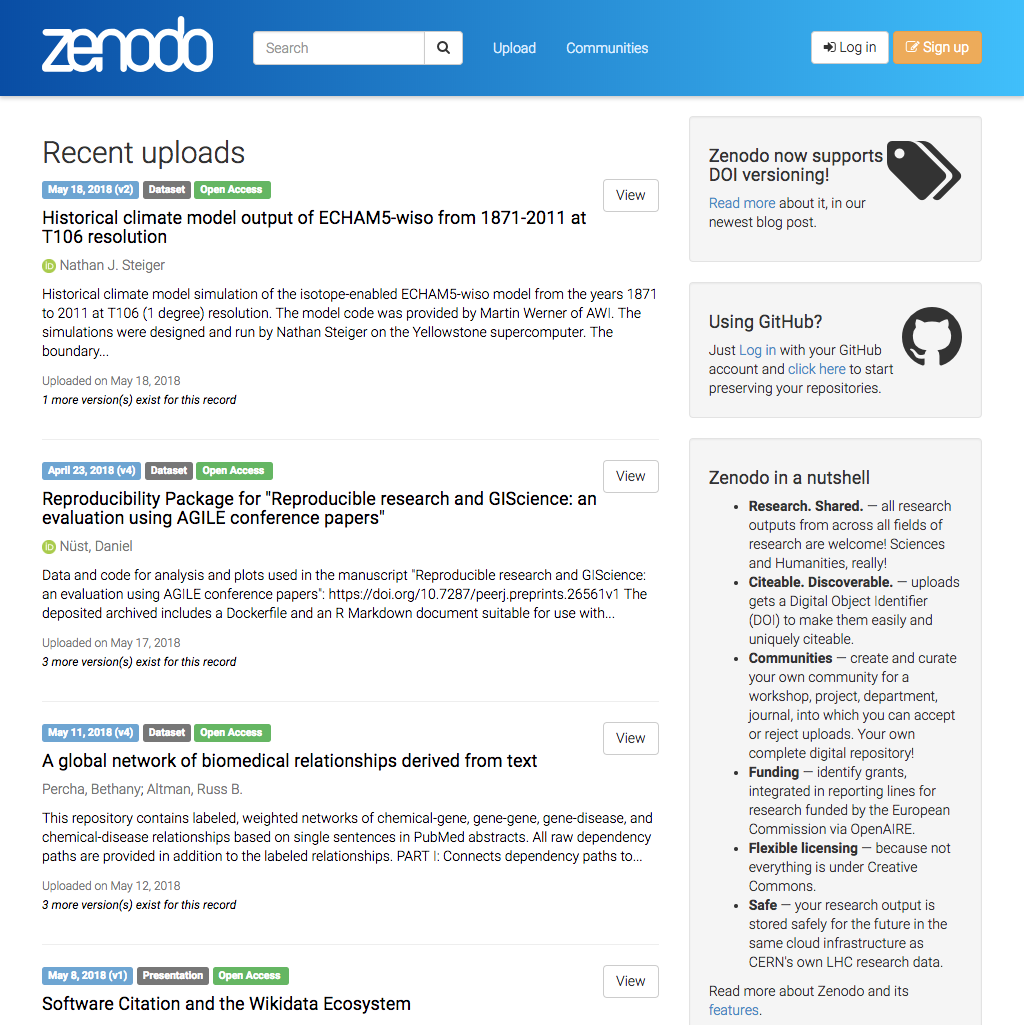 zenodo
Search
Upload
Communities
Log in
Sign up
Recent uploads
May 18, 2018 (v2) Dataset Open Access
View
Historical climate model output of ECHAM5-wiso from 1871-2011 at
T106 resolution
iD Nathan J. Steiger
Historical climate model simulation of the isotope-enabled ECHAM5-wiso model from the years 1871
to 2011 at T106 (1 degree) resolution. The model code was provided by Martin Werner of AWI. The
simulations were designed and run by Nathan Steiger on the Yellowstone supercomputer. The
boundary...
Uploaded on May 18, 2018
1 more version(s) exist for this record
April 23, 2018 (v4) Dataset Open Access
View
Reproducibility Package for "Reproducible research and GIScience: an
evaluation using AGILE conference papers"
iD Nüst, Daniel
Data and code for analysis and plots used in the manuscript "Reproducible research and GIScience:
an evaluation using AGILE conference papers": https://doi.org/10.7287/peerj.preprints.26561v1 The
deposited archived includes a Dockerfile and an R Markdown document suitable for use with...
Uploaded on May 17, 2018
3 more version(s) exist for this record
May 11, 2018 (v4) Dataset Open Access
View
A global network of biomedical relationships derived from text
Percha, Bethany; Altman, Russ B.
This repository contains labeled, weighted networks of chemical-gene, gene-gene, gene-disease, and
chemical-disease relationships based on single sentences in PubMed abstracts. All raw dependency
paths are provided in addition to the labeled relationships. PART I: Connects dependency paths to...
Uploaded on May 12, 2018
3 more version(s) exist for this record
May 8, 2018 (v1) Presentation Open Access
View
Software Citation and the Wikidata Ecosystem
Zenodo now supports
DOI versioning!
Read more about it, in our
newest blog post.
Using GitHub?
Just Log in with your GitHub
account and click here to start
preserving your repositories.
Zenodo in a nutshell
• Research. Shared. — all research
outputs from across all fields of
research are welcome! Sciences
and Humanities, really!
• Citeable. Discoverable. — uploads
gets a Digital Object Identifier
(DOI) to make them easily and
uniquely citeable.
• Communities — create and curate
your own community for a
workshop, project, department,
journal, into which you can accept
or reject uploads. Your own
complete digital repository!
• Funding — identify grants,
integrated in reporting lines for
research funded by the European
Commission via OpenAIRE.
• Flexible licensing — because not
everything is under Creative
Commons.
• Safe — your research output is
stored safely for the future in the
same cloud infrastructure as
CERN's own LHC research data.
Read more about Zenodo and its
features.